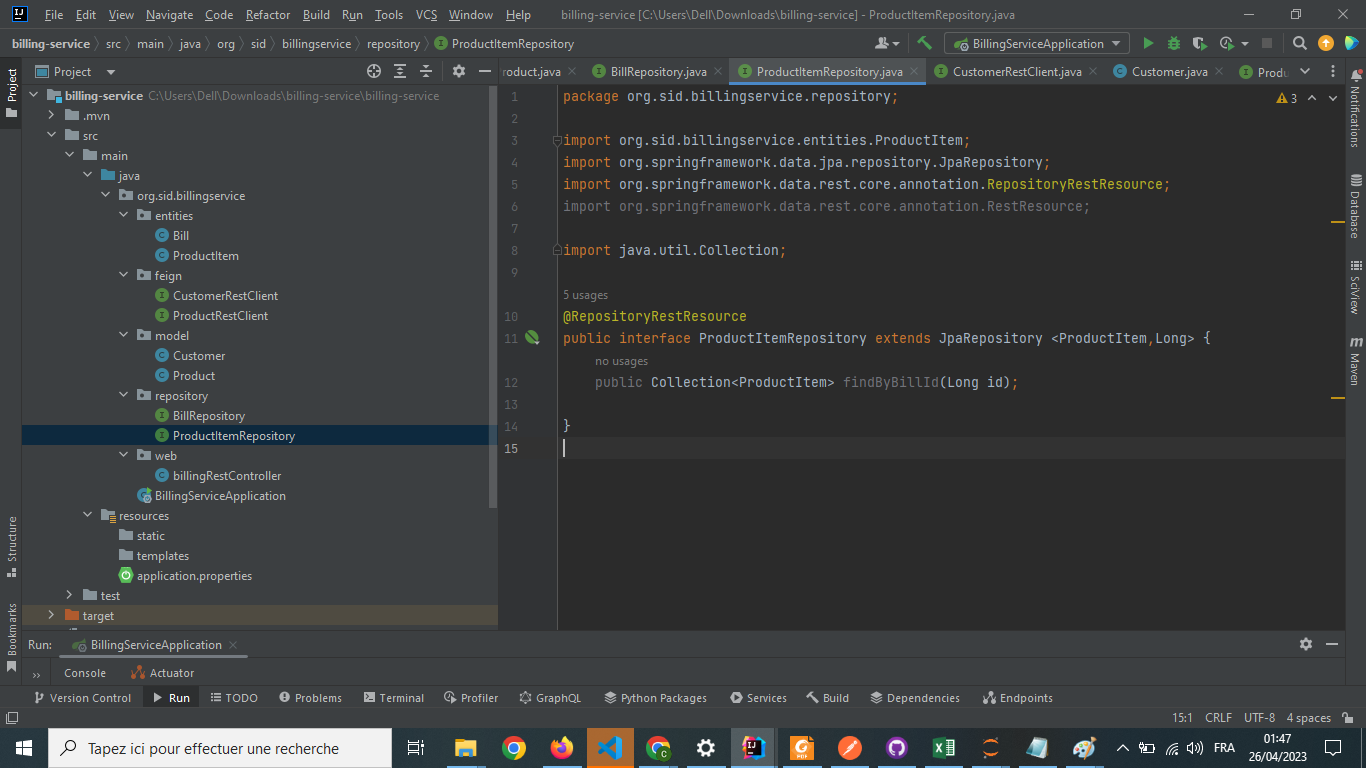 File Edit View Navigate Code Refactor Build Run Tools VCS Window Help billing-service [C:\Users\Dell\Downloads\billing-service] - ProductItemRepository.java
billing-service src main java org sid billingservice repository ProductItemRepository
BillingServiceApplication
Project
roduct.java BillRepository.java ProductItemRepository.java CustomerRestClient.java Customer.java Produ
Project
Structure
Bookmarks
billing-service C:\Users\Dell\Downloads\billing-service\billing-service
.mvn
src
main
java
org.sid.billingservice
entities
Bill
ProductItem
feign
CustomerRestClient
ProductRestClient
model
Customer
Product
repository
BillRepository
ProductItemRepository
web
billingRestController
BillingServiceApplication
resources
static
templates
application.properties
test
target
3
1 package org.sid.billingservice.repository;
2
3 import org.sid.billingservice.entities.ProductItem;
4 import org.springframework.data.jpa.repository.JpaRepository;
5 import org.springframework.data.rest.core.annotation.RepositoryRestResource;
6 import org.springframework.data.rest.core.annotation.RestResource;
7
8 import java.util.Collection;
9
5 usages
10 @RepositoryRestResource
11 public interface ProductItemRepository extends JpaRepository <ProductItem,Long> {
no usages
12 public Collection<ProductItem> findByBillId(Long id);
13
14 }
15
Notifications
Database
SciView
m Maven
Run: BillingServiceApplication
Console Actuator
Version Control Run TODO Problems Terminal Profiler GraphQL Python Packages Services Build Dependencies Endpoints
15:1 CRLF UTF-8 4 spaces
Tapez ici pour effectuer une recherche
FRA
01:47
26/04/2023